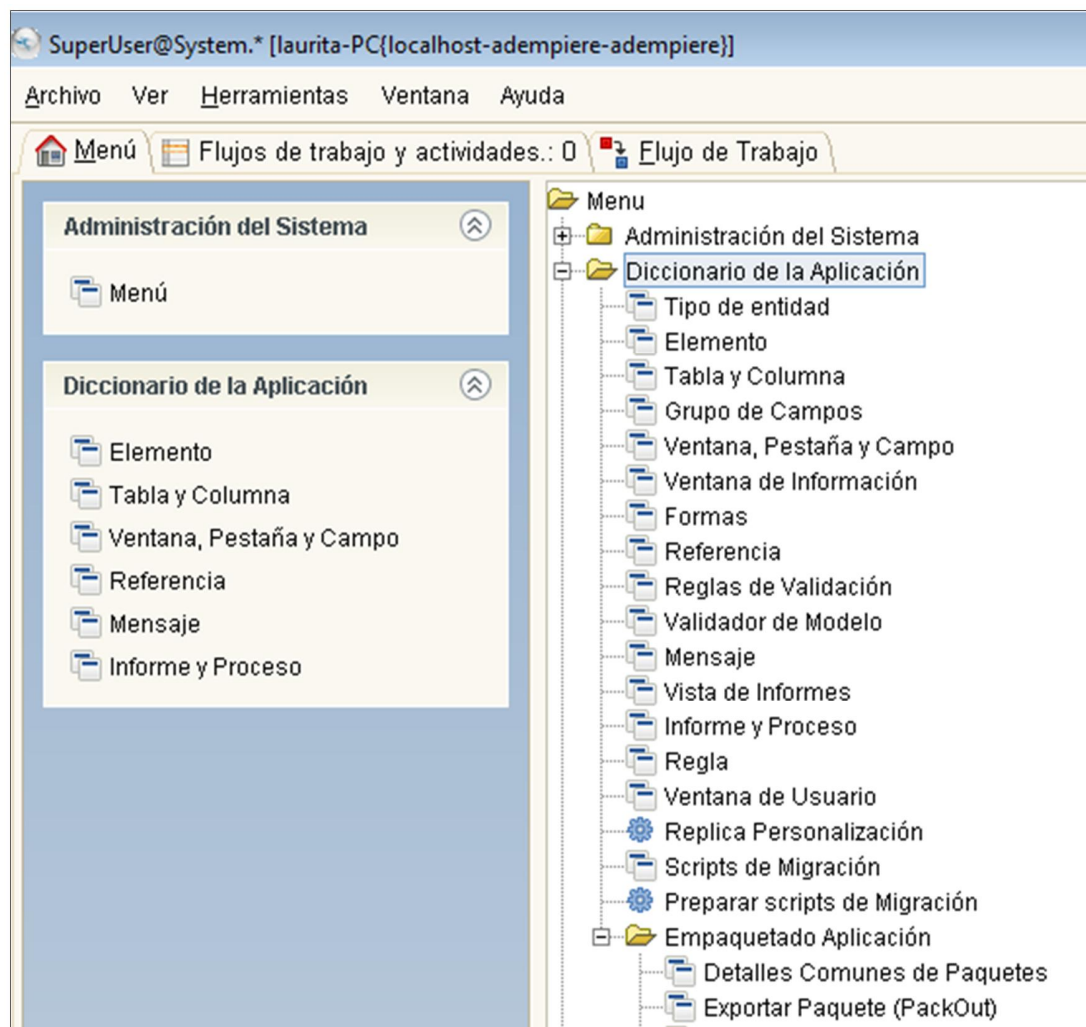 SuperUser@System.* [laurita-PC{localhost-adempiere-adempiere}]
Archivo Ver Herramientas Ventana Ayuda
Menú Flujos de trabajo y actividades.: 0 Flujo de Trabajo
Administración del Sistema
Menú
Diccionario de la Aplicación
Elemento
Tabla y Columna
Ventana, Pestaña y Campo
Referencia
Mensaje
Informe y Proceso
Menu
Administración del Sistema
Diccionario de la Aplicación
Tipo de entidad
Elemento
Tabla y Columna
Grupo de Campos
Ventana, Pestaña y Campo
Ventana de Información
Formas
Referencia
Reglas de Validación
Validador de Modelo
Mensaje
Vista de Informes
Informe y Proceso
Regla
Ventana de Usuario
Replica Personalización
Scripts de Migración
Preparar scripts de Migración
Empaquetado Aplicación
Detalles Comunes de Paquetes
Exportar Paquete (PackOut)